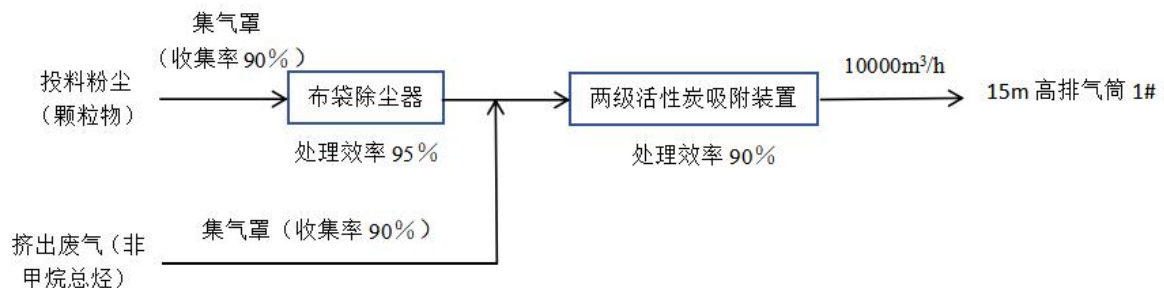 集气罩
（收集率 90％）
投料粉尘
（颗粒物）
布袋除尘器
处理效率 95％
两级活性炭吸附装置
处理效率 90％
10000m³/h
15m 高排气筒 1#
集气罩（收集率 90％）
挤出废气（非
甲烷总烃）